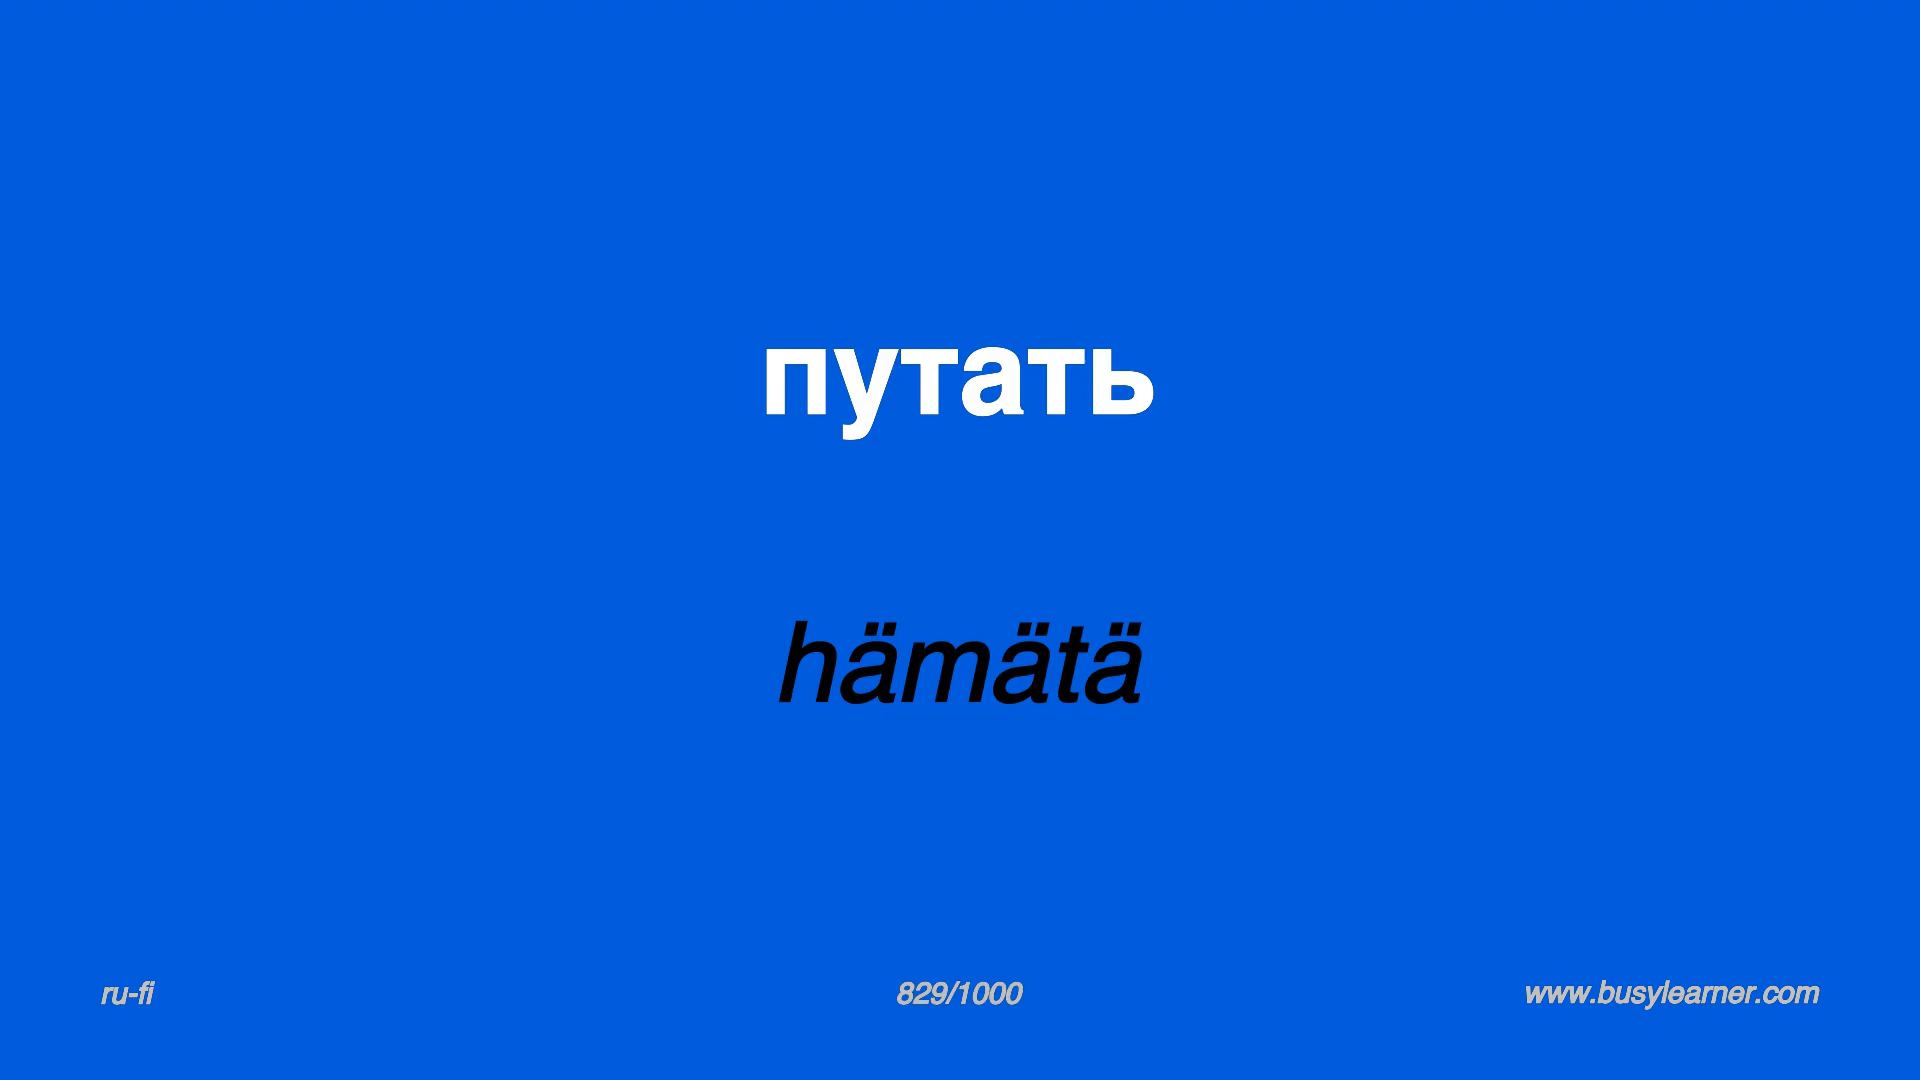 путать
hämätä
ru-fi
829/1000
www.busylearner.com